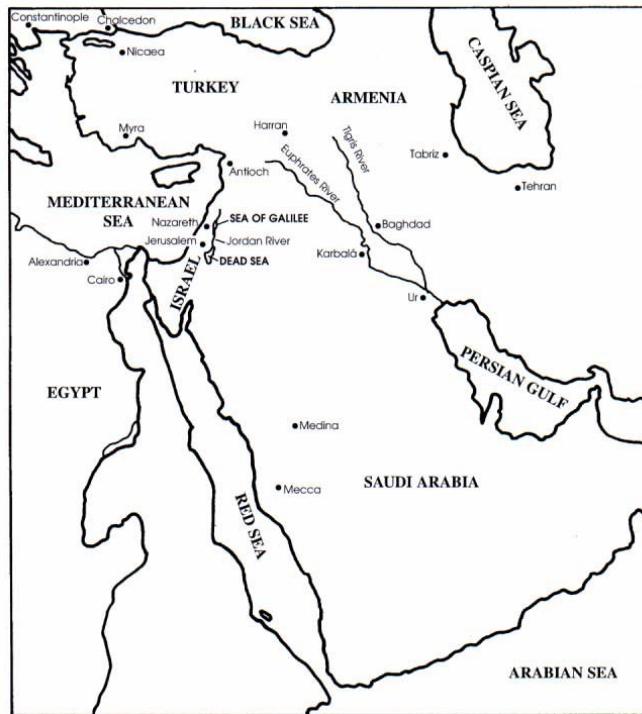 Constantinople
Chalcedon
BLACK SEA
Nicaea
TURKEY
ARMENIA
CASPIAN SEA
Myra
Harran
Tigris River
Tabriz
Antioch
Euphrates River
Tehran
MEDITERRANEAN
SEA
Nazareth
SEA OF GALILEE
Baghdad
Jerusalem
Jordan River
Karbalá
Alexandria
DEAD SEA
Cairo
ISRAEL
Ur
PERSIAN GULF
EGYPT
Medina
Mecca
SAUDI ARABIA
RED SEA
ARABIAN SEA